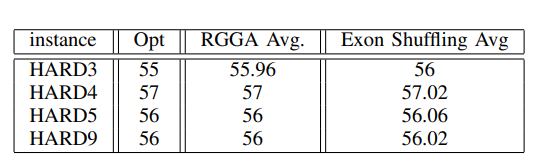 instance Opt RGGA Avg. Exon Shuffling Avg
HARD3 55 55.96 56
HARD4 57 57 57.02
HARD5 56 56 56.06
HARD9 56 56 56.02